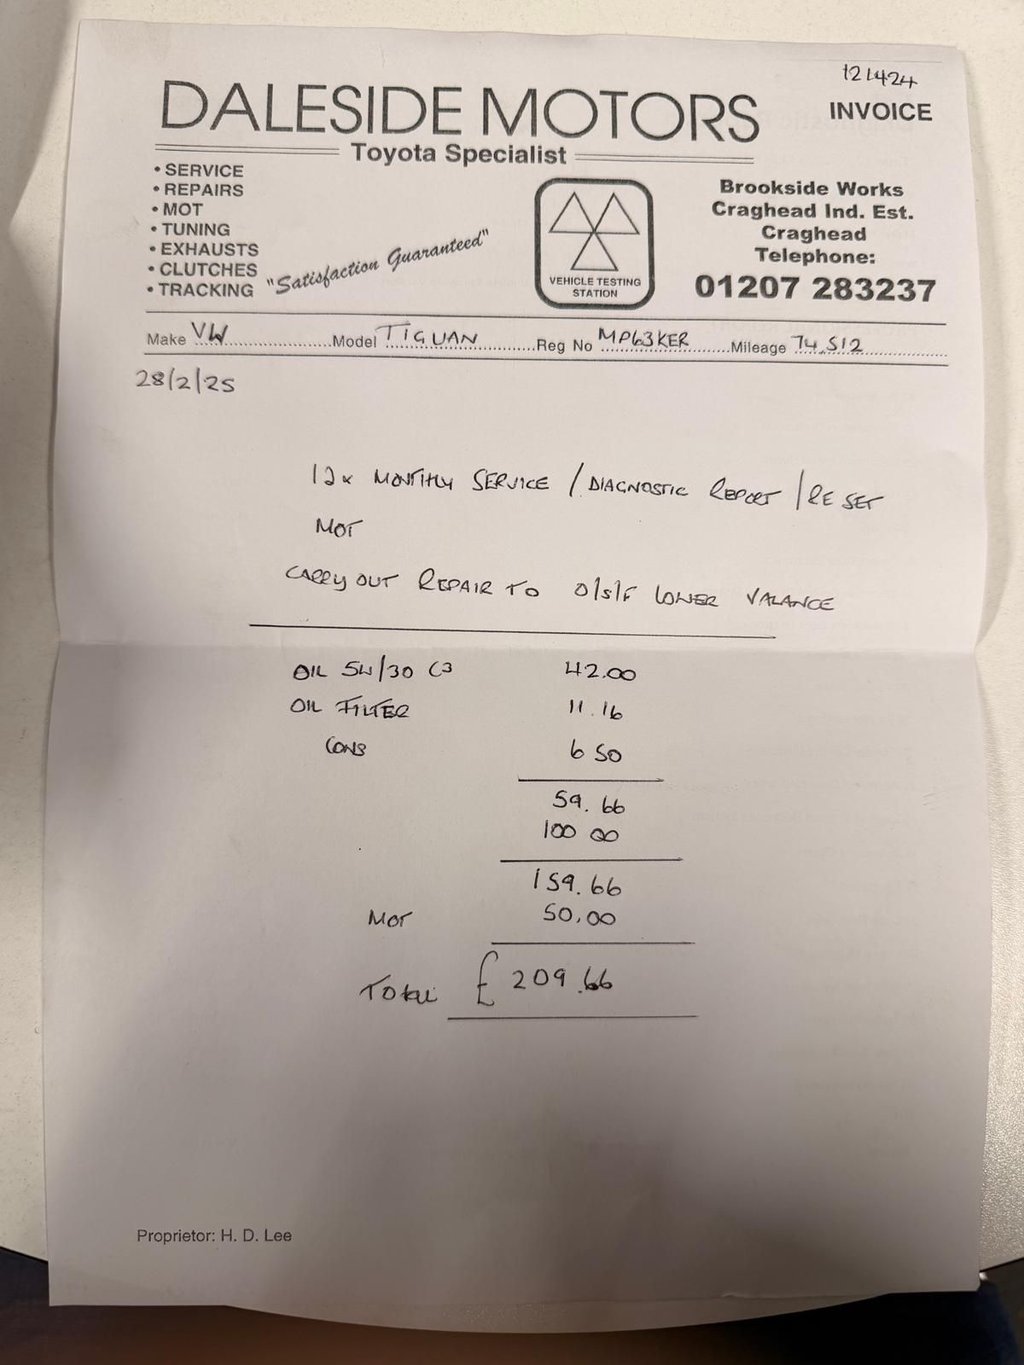 121424
DALESIDE MOTORS
INVOICE
Toyota Specialist
• SERVICE
• REPAIRS
• MOT
• TUNING
• EXHAUSTS
• CLUTCHES
• TRACKING
"Satisfaction Guaranteed"
VEHICLE TESTING
STATION
Brookside Works
Craghead Ind. Est.
Craghead
Telephone:
01207 283237
Make VW Model TIGUAN Reg No MP63KER Mileage 74,512
28/2/25
12x MONTHLY SERVICE / DIAGNOSTIC REPORT / RE SET
MOT
CARRY OUT REPAIR TO O/S/F LOWER VALANCE
OIL 5W/30 C3 42.00
OIL FILTER 11.16
CONS 6 50
59.66
100 00
159.66
MOT 50.00
Total £209.66
Proprietor: H. D. Lee